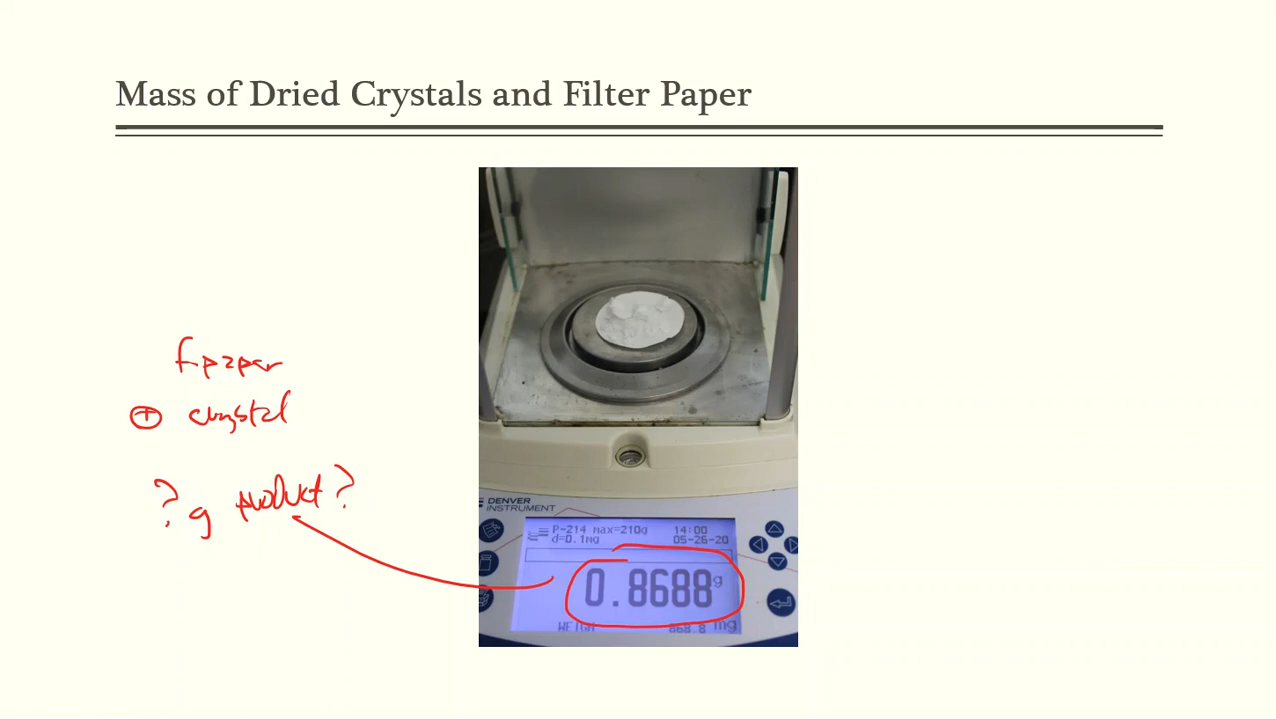 Mass of Dried Crystals and Filter Paper
f.paper
⊕ crystal
? g product?
DENVER
INSTRUMENT
P-214 max=210g 14:00
d=0.1mg 05-26-20
0.8688 g
WEIGH 868.8 mg